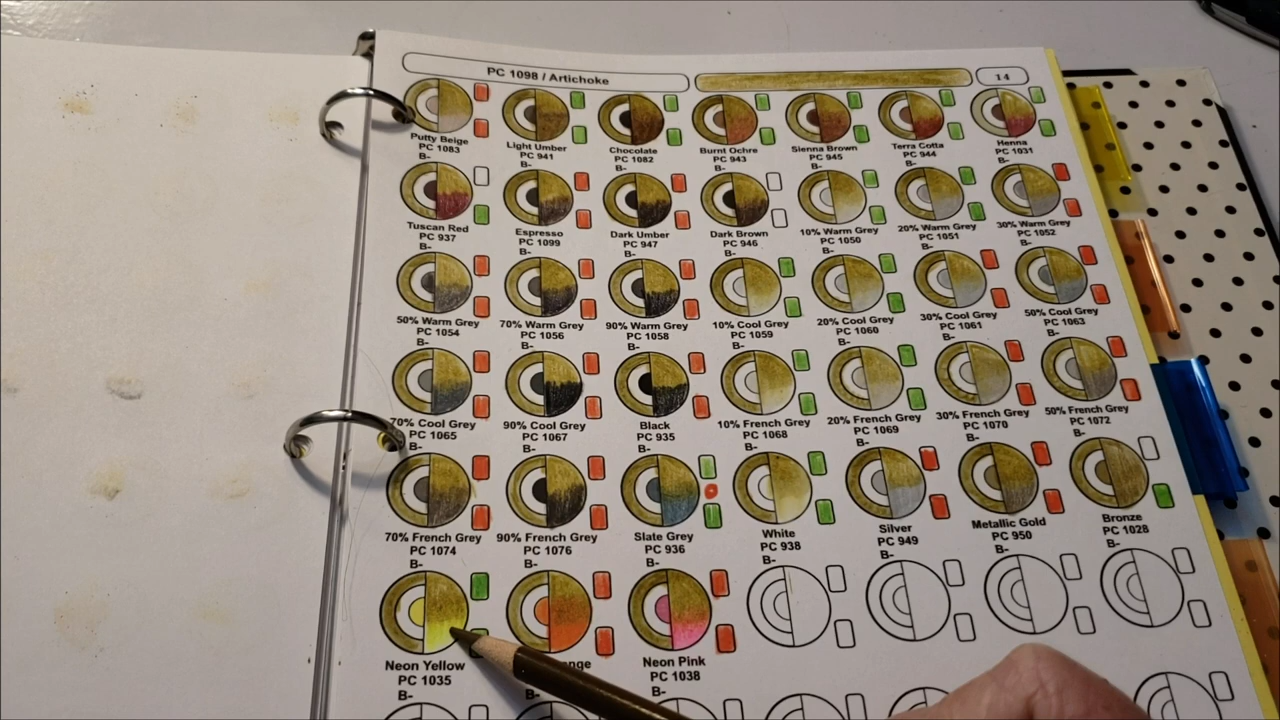 PC 1098 / Artichoke
14
Putty Beige
PC 1083
B-
Light Umber
PC 941
B-
Chocolate
PC 1082
B-
Burnt Ochre
PC 943
B-
Sienna Brown
PC 945
B-
Terra Cotta
PC 944
B-
Henna
PC 1031
B-
Tuscan Red
PC 937
B-
Espresso
PC 1099
B-
Dark Umber
PC 947
B-
Dark Brown
PC 946
B-
10% Warm Grey
PC 1050
B-
20% Warm Grey
PC 1051
B-
30% Warm Grey
PC 1052
B-
50% Warm Grey
PC 1054
B-
70% Warm Grey
PC 1056
B-
90% Warm Grey
PC 1058
B-
10% Cool Grey
PC 1059
B-
20% Cool Grey
PC 1060
B-
30% Cool Grey
PC 1061
B-
50% Cool Grey
PC 1063
B-
70% Cool Grey
PC 1065
B-
90% Cool Grey
PC 1067
B-
Black
PC 935
B-
10% French Grey
PC 1068
B-
20% French Grey
PC 1069
B-
30% French Grey
PC 1070
B-
50% French Grey
PC 1072
B-
70% French Grey
PC 1074
B-
90% French Grey
PC 1076
B-
Slate Grey
PC 936
B-
White
PC 938
B-
Silver
PC 949
B-
Metallic Gold
PC 950
B-
Bronze
PC 1028
B-
Neon Yellow
PC 1035
B-
Neon Pink
PC 1038
B-